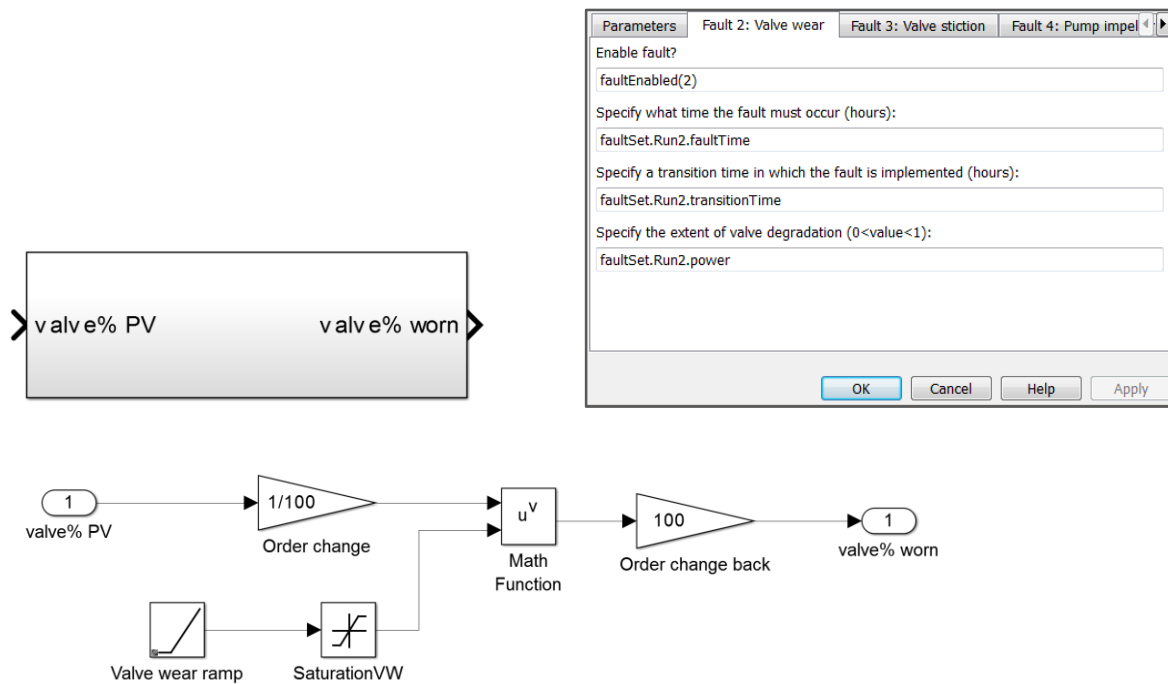 Parameters
Fault 2: Valve wear
Fault 3: Valve stiction
Fault 4: Pump impel
Enable fault?
faultEnabled(2)
Specify what time the fault must occur (hours):
faultSet.Run2.faultTime
Specify a transition time in which the fault is implemented (hours):
faultSet.Run2.transitionTime
Specify the extent of valve degradation (0<value<1):
faultSet.Run2.power
OK
Cancel
Help
Apply
valve% PV
valve% worn
1
valve% PV
1/100
Order change
u^v
Math
Function
100
Order change back
1
valve% worn
Valve wear ramp
SaturationVW